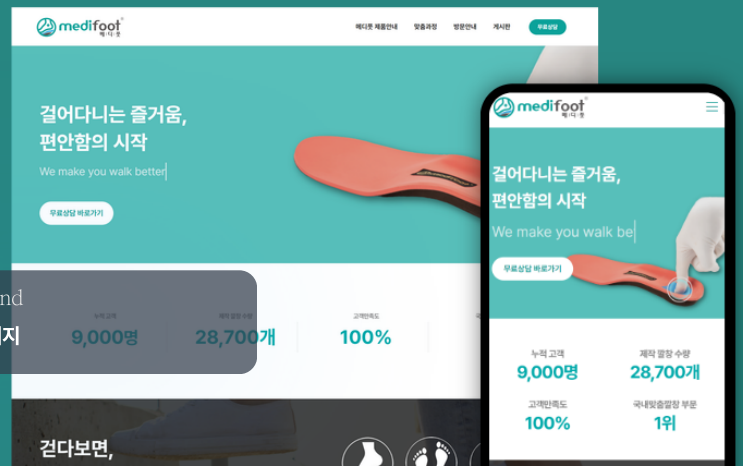 medifoot
메디풋
메디풋 제품안내 맞춤과정 방문안내 게시판 무료상담
걸어다니는 즐거움,
편안함의 시작
We make you walk better
무료상담 바로가기
nd
지
누적 고객
9,000명
제작 깔창 수량
28,700개
고객만족도
100%
걷다보면,
medifoot
메디풋
걸어다니는 즐거움,
편안함의 시작
We make you walk be
무료상담 바로가기
누적 고객
9,000명
제작 깔창 수량
28,700개
고객만족도
100%
국내맞춤깔창 부문
1위